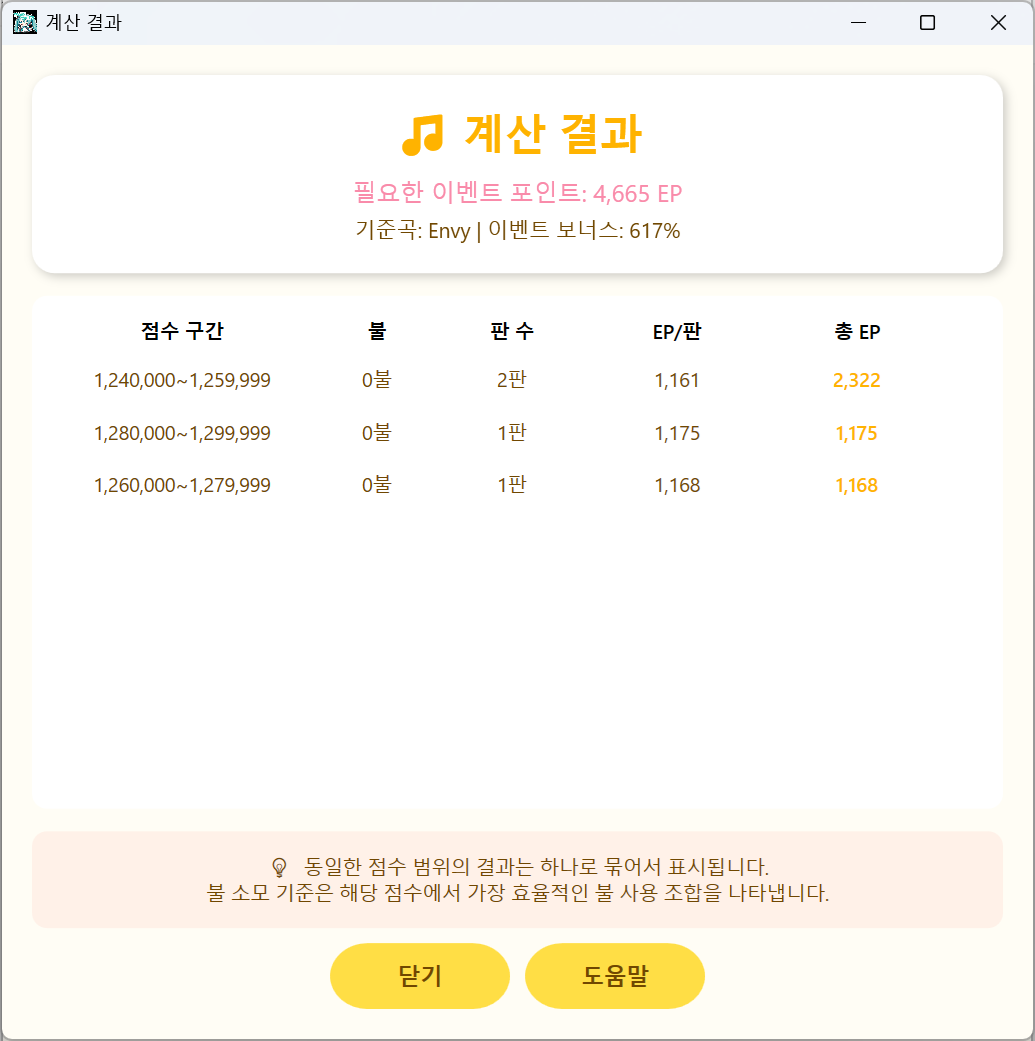 계산 결과
계산 결과
필요한 이벤트 포인트: 4,665 EP
기준곡: Envy | 이벤트 보너스: 617%
점수 구간 불 판 수 EP/판 총 EP
1,240,000~1,259,999 0불 2판 1,161 2,322
1,280,000~1,299,999 0불 1판 1,175 1,175
1,260,000~1,279,999 0불 1판 1,168 1,168
동일한 점수 범위의 결과는 하나로 묶어서 표시됩니다.
불 소모 기준은 해당 점수에서 가장 효율적인 불 사용 조합을 나타냅니다.
닫기 도움말